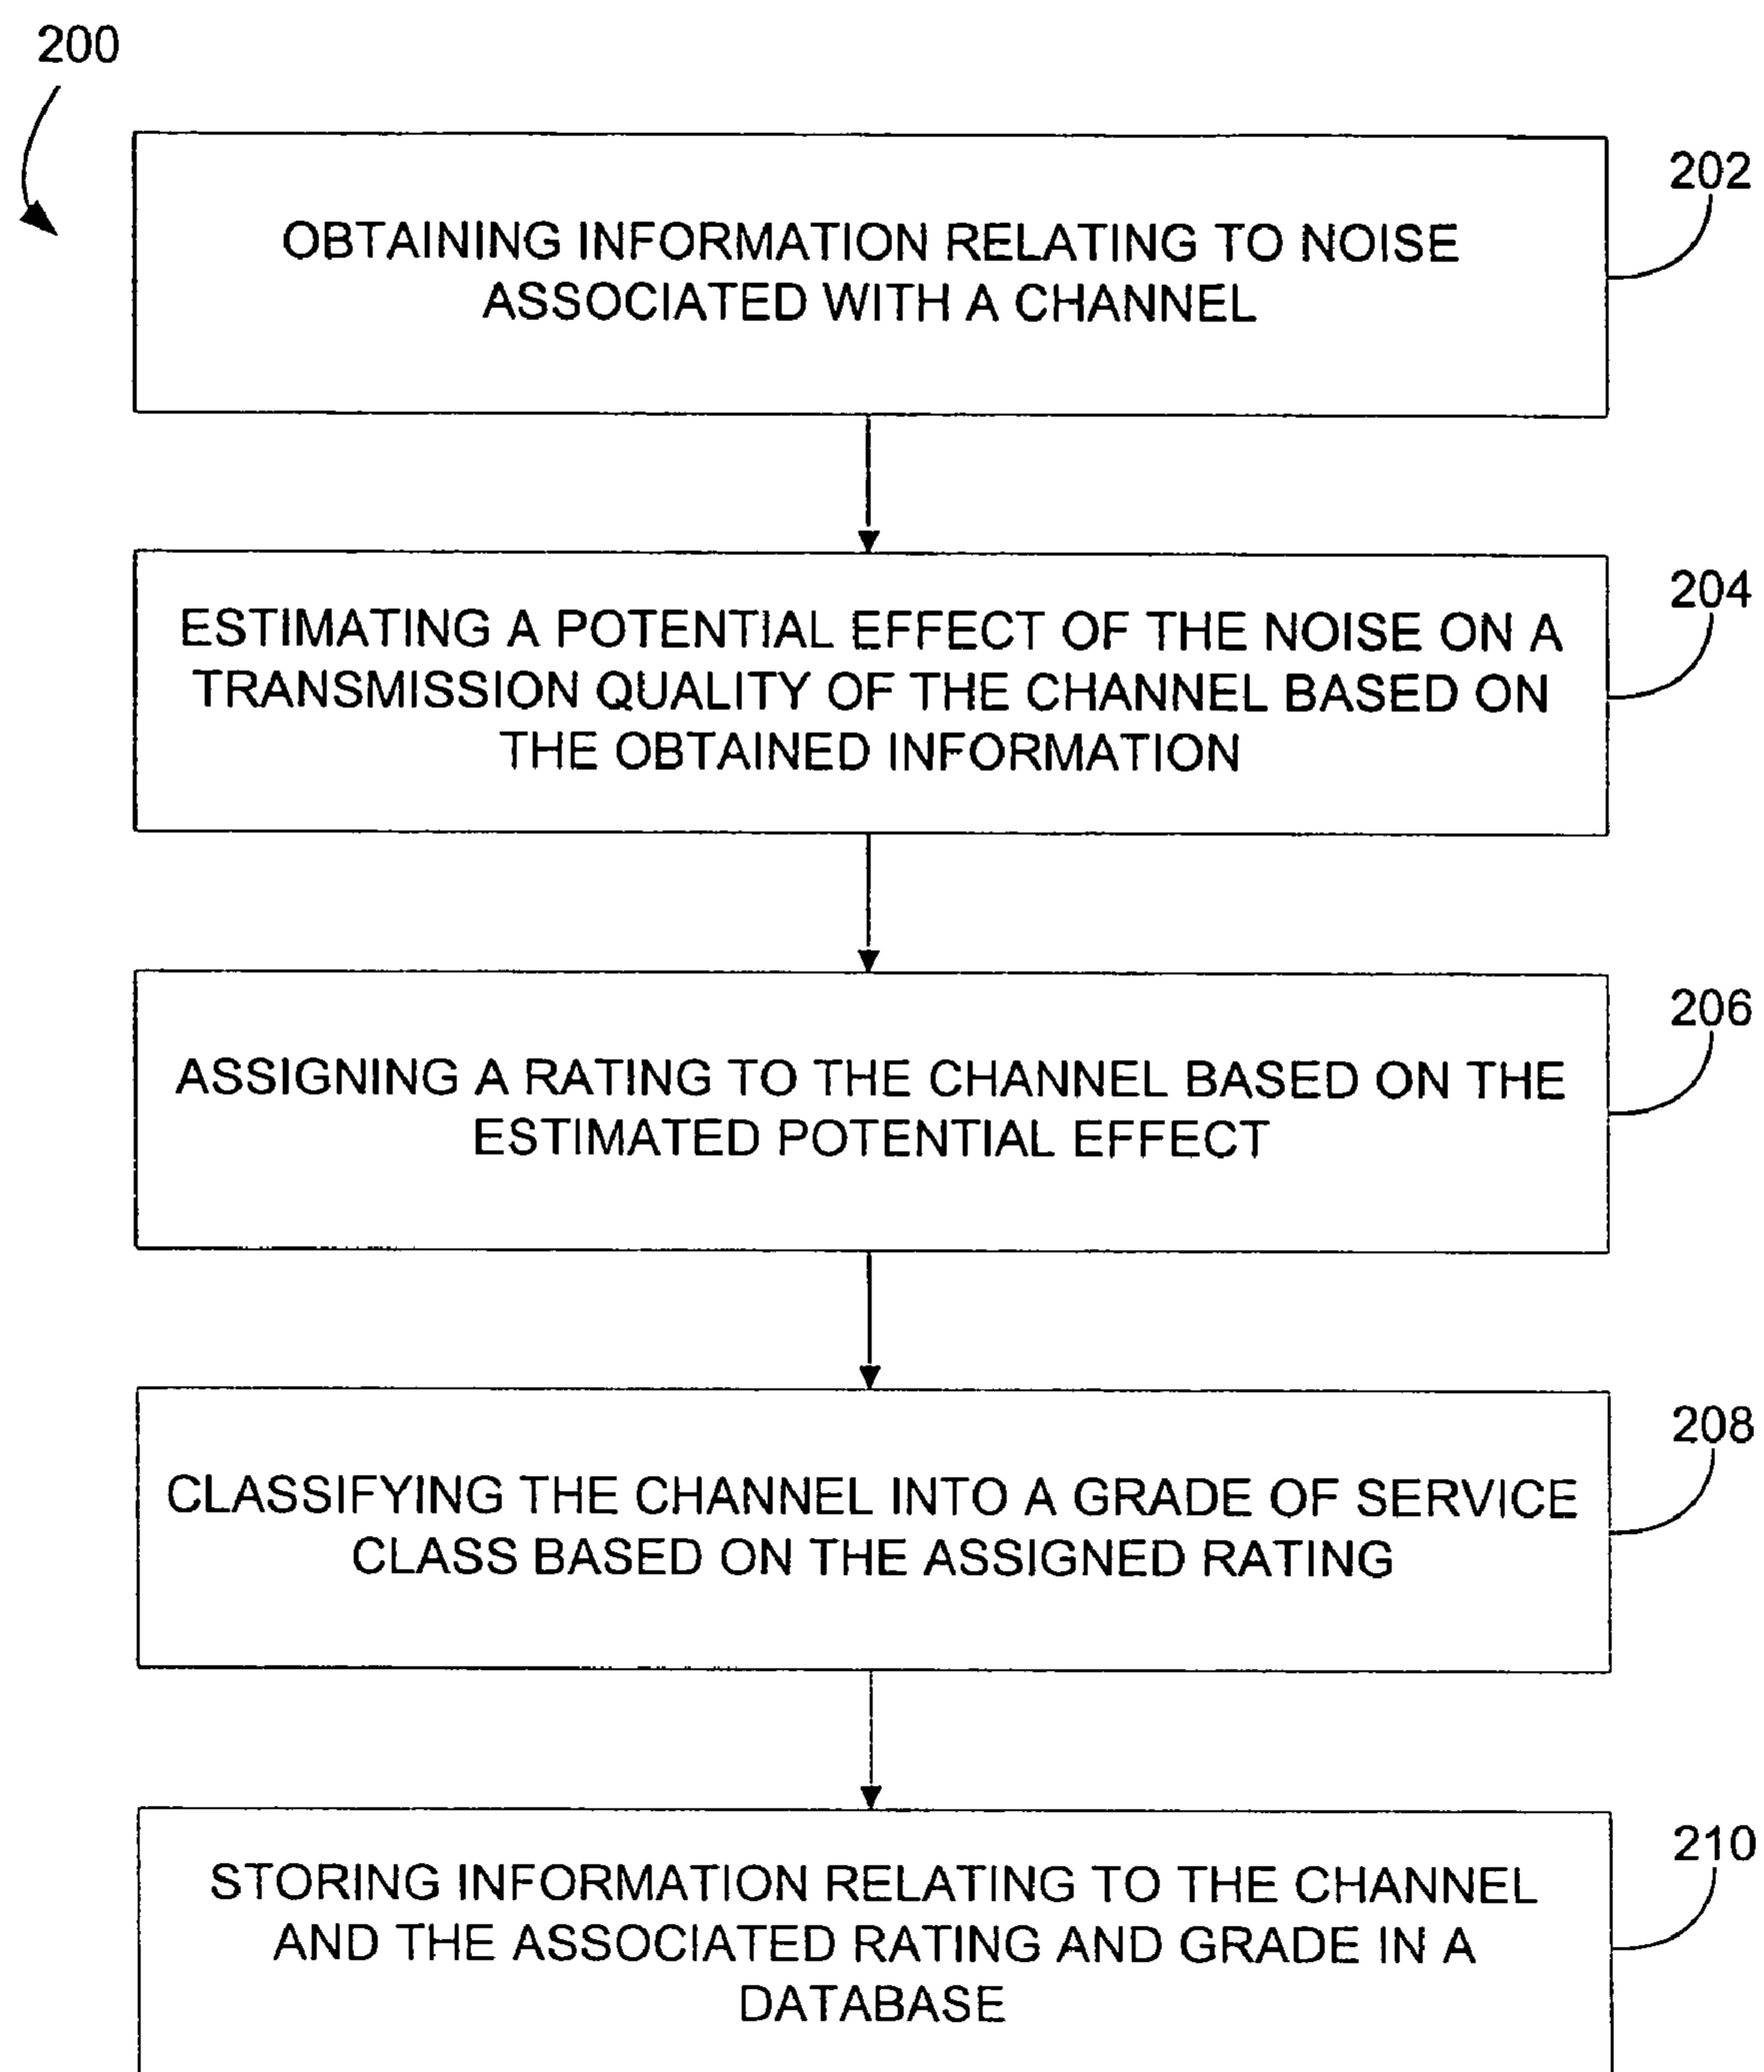 200
202
OBTAINING INFORMATION RELATING TO NOISE
ASSOCIATED WITH A CHANNEL
204
ESTIMATING A POTENTIAL EFFECT OF THE NOISE ON A
TRANSMISSION QUALITY OF THE CHANNEL BASED ON
THE OBTAINED INFORMATION
206
ASSIGNING A RATING TO THE CHANNEL BASED ON THE
ESTIMATED POTENTIAL EFFECT
208
CLASSIFYING THE CHANNEL INTO A GRADE OF SERVICE
CLASS BASED ON THE ASSIGNED RATING
210
STORING INFORMATION RELATING TO THE CHANNEL
AND THE ASSOCIATED RATING AND GRADE IN A
DATABASE